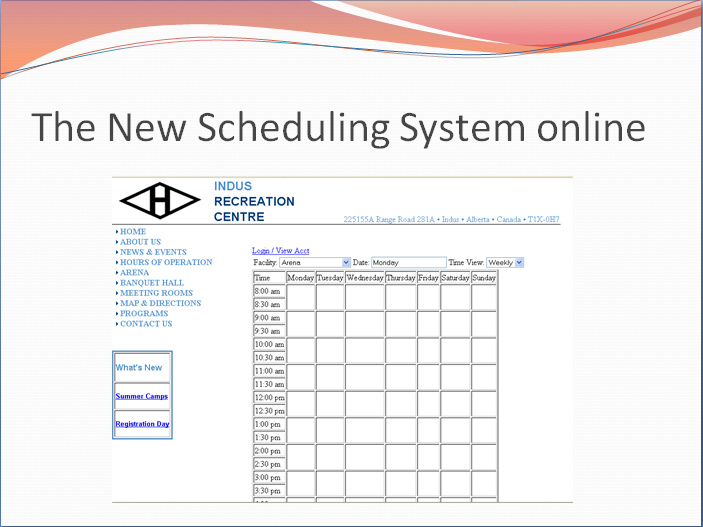 The New Scheduling System online
INDUS
RECREATION
CENTRE
225155A Range Road 281A • Indus • Alberta • Canada • T1X-0H7
HOME
ABOUT US
NEWS & EVENTS
HOURS OF OPERATION
ARENA
BANQUET HALL
MEETING ROOMS
MAP & DIRECTIONS
PROGRAMS
CONTACT US
What's New
Summer Camps
Registration Day
Login / View Acct
Facility: Arena Date: Monday Time View: Weekly
Time Monday Tuesday Wednesday Thursday Friday Saturday Sunday
8:00 am
8:30 am
9:00 am
9:30 am
10:00 am
10:30 am
11:00 am
11:30 am
12:00 pm
12:30 pm
1:00 pm
1:30 pm
2:00 pm
2:30 pm
3:00 pm
3:30 pm